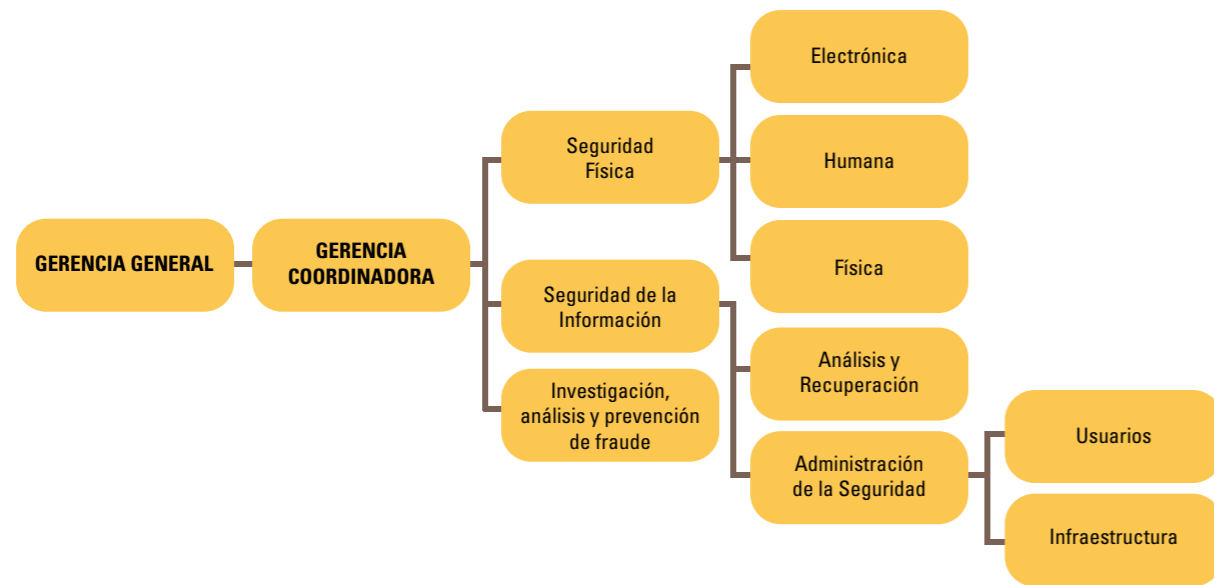 GERENCIA GENERAL
GERENCIA
COORDINADORA
Seguridad
Física
Electrónica
Humana
Física
Seguridad de la
Información
Análisis y
Recuperación
Administración
de la Seguridad
Usuarios
Infraestructura
Investigación,
análisis y prevención
de fraude